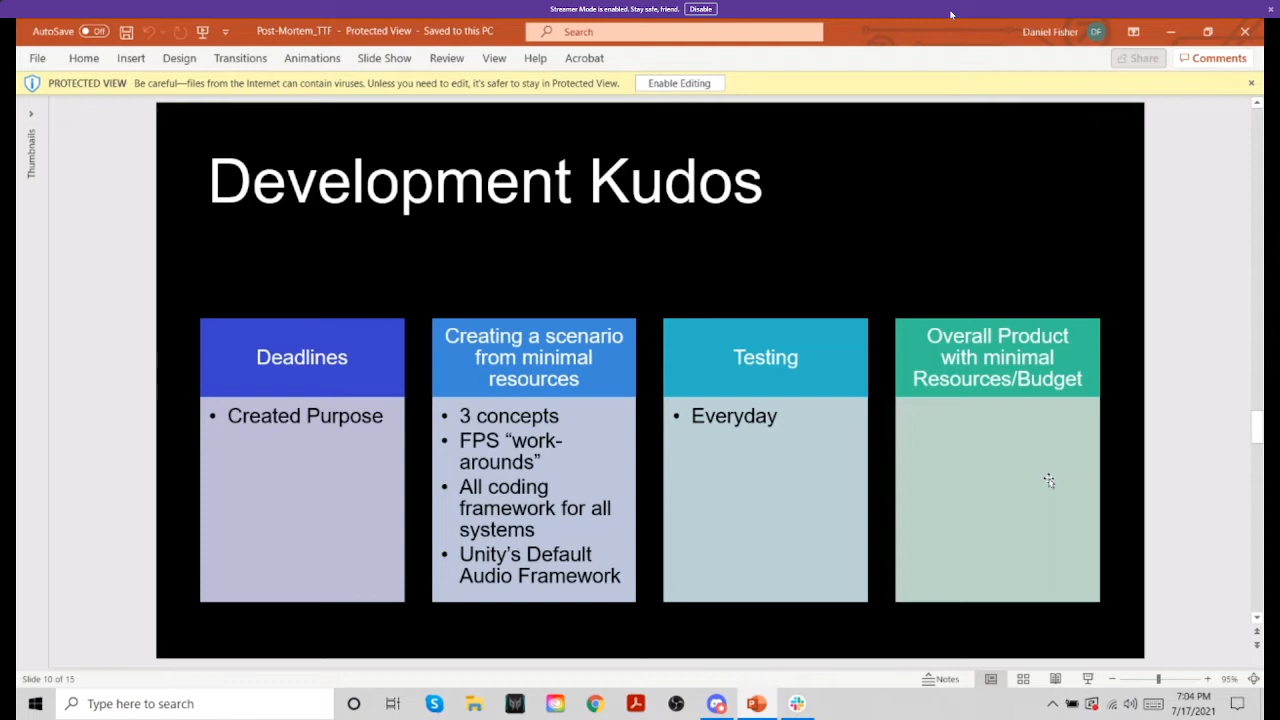 Streamer Mode is enabled. Stay safe, friend. Disable
AutoSave Off
Post-Mortem_TTF - Protected View - Saved to this PC
Search
Daniel Fisher DF
File Home Insert Design Transitions Animations Slide Show Review View Help Acrobat
Share Comments
PROTECTED VIEW Be careful—files from the Internet can contain viruses. Unless you need to edit, it's safer to stay in Protected View. Enable Editing
Thumbnails
Development Kudos
Deadlines
• Created Purpose
Creating a scenario
from minimal
resources
• 3 concepts
• FPS “work-
arounds”
• All coding
framework for all
systems
• Unity’s Default
Audio Framework
Testing
• Everyday
Overall Product
with minimal
Resources/Budget
Slide 10 of 15
Notes
95%
Type here to search
7:04 PM
7/17/2021